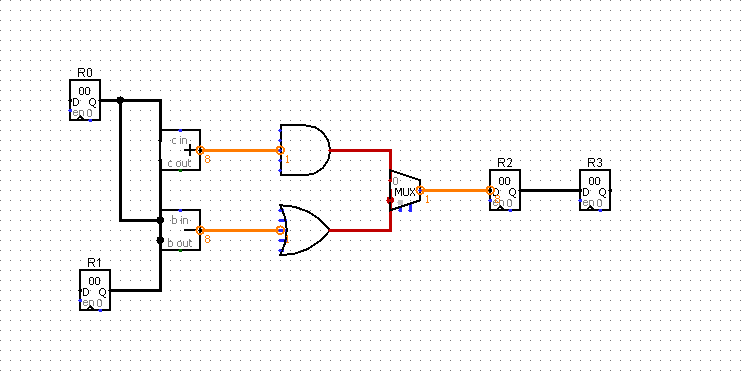 R0
00
D Q
en 0
c in
+
c out
8
1
b in
−
b out
8
R1
00
D Q
en 0
0
MUX
1
R2
00
D Q
en 0
R3
00
D Q
en 0